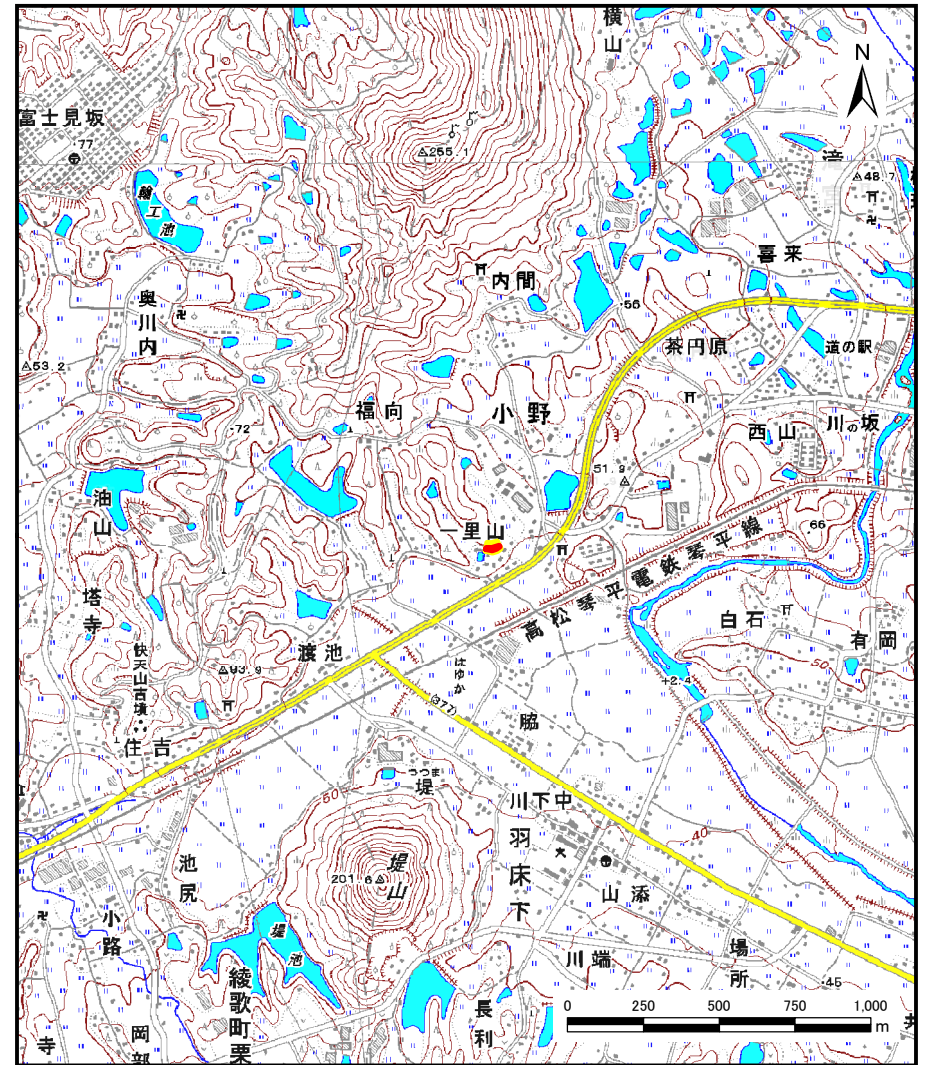 横山
N
富士見坂
·77
△255.1
滝
△48.7
輪工池
喜来
内間
奥川内
·56
茶円原
道の駅
△53.2
福向
小野
西山
川の坂
·72
51.9
油山
一里山
66
高松琴平電鉄琴平線
塔寺
白石
有岡
快天山古墳
渡池
50
△93.9
はゆか
+2.4
(377)
脇
住吉
つつま
堤
50
川下中
羽床下
40
池尻
堤山
201.6△
山添
小路
堤池
川端
場所
綾歌町栗
·45
長利
0 250 500 750 1,000
m
岡部
寺
井